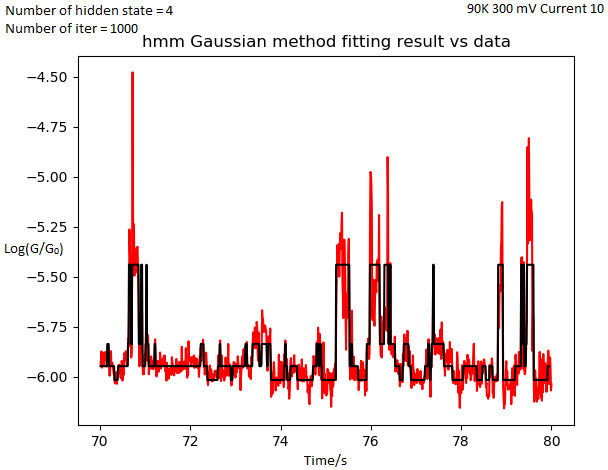 Number of hidden state = 4
90K 300 mV Current 10
Number of iter = 1000
hmm Gaussian method fitting result vs data
−4.50
−4.75
−5.00
−5.25
Log(G/G₀)
−5.50
−5.75
−6.00
70 72 74 76 78 80
Time/s